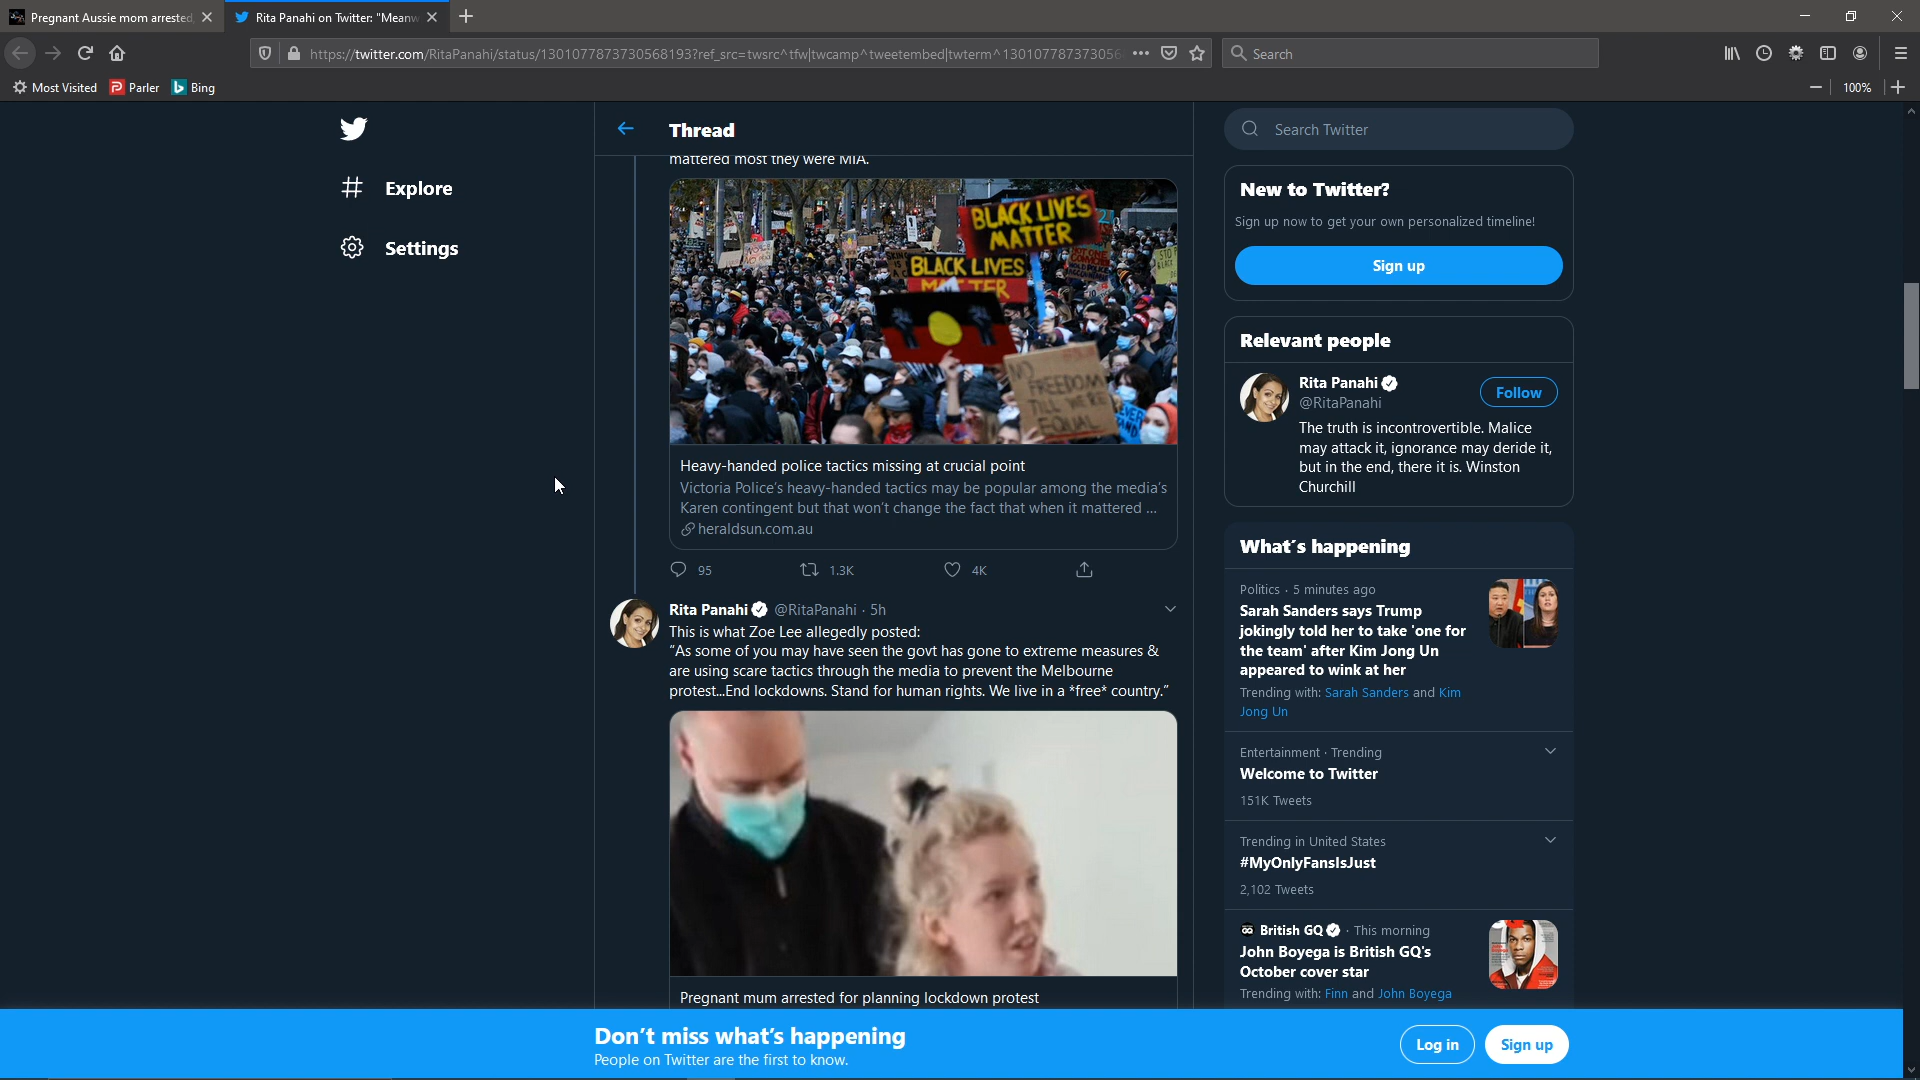 Pregnant Aussie mom arrested,
Rita Panahi on Twitter: "Meanw
https://twitter.com/RitaPanahi/status/1301077873730568193?ref_src=twsrc^tfw|twcamp^tweetembed|twterm^130107787373056
Search
Most Visited
Parler
Bing
100%
Explore
Settings
Thread
mattered most they were MIA.
BLACK LIVES
MATTER
BLACK LIVES
MATTER
NO
FREEDOM
TILL WE'RE
EQUAL
Heavy-handed police tactics missing at crucial point
Victoria Police's heavy-handed tactics may be popular among the media's
Karen contingent but that won't change the fact that when it mattered ...
heraldsun.com.au
95 1.3K 4K
Rita Panahi @RitaPanahi · 5h
This is what Zoe Lee allegedly posted:
"As some of you may have seen the govt has gone to extreme measures &
are using scare tactics through the media to prevent the Melbourne
protest...End lockdowns. Stand for human rights. We live in a *free* country."
Pregnant mum arrested for planning lockdown protest
Search Twitter
New to Twitter?
Sign up now to get your own personalized timeline!
Sign up
Relevant people
Rita Panahi
@RitaPanahi
Follow
The truth is incontrovertible. Malice
may attack it, ignorance may deride it,
but in the end, there it is. Winston
Churchill
What's happening
Politics · 5 minutes ago
Sarah Sanders says Trump
jokingly told her to take 'one for
the team' after Kim Jong Un
appeared to wink at her
Trending with: Sarah Sanders and Kim
Jong Un
Entertainment · Trending
Welcome to Twitter
151K Tweets
Trending in United States
#MyOnlyFansIsJust
2,102 Tweets
British GQ · This morning
John Boyega is British GQ's
October cover star
Trending with: Finn and John Boyega
Don't miss what's happening
People on Twitter are the first to know.
Log in
Sign up